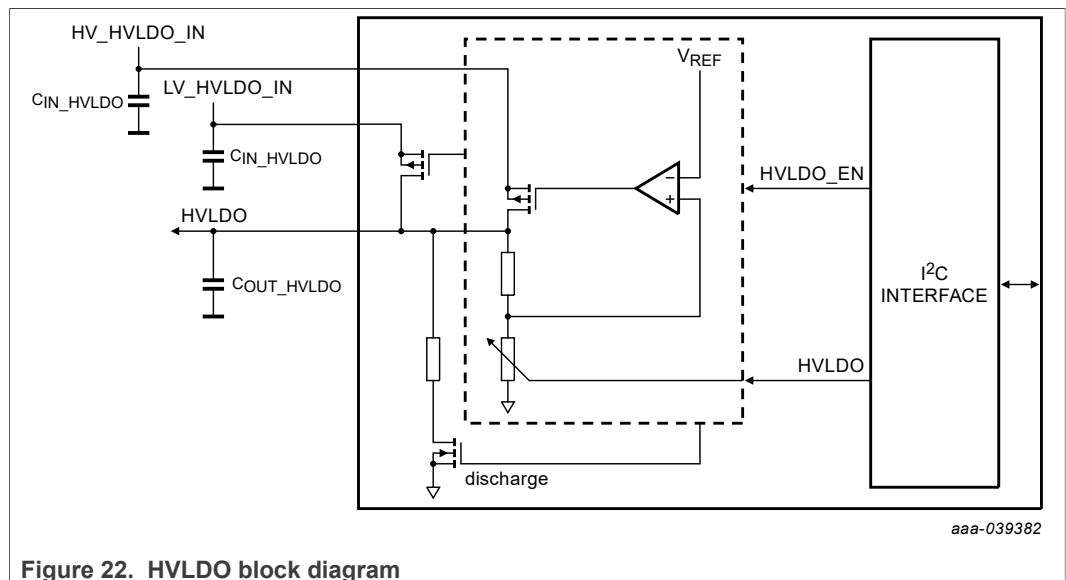 HV_HVLDO_IN
CIN_HVLDO
LV_HVLDO_IN
CIN_HVLDO
HVLDO
COUT_HVLDO
VREF
−
+
HVLDO_EN
HVLDO
I2C
INTERFACE
discharge
aaa-039382
Figure 22. HVLDO block diagram